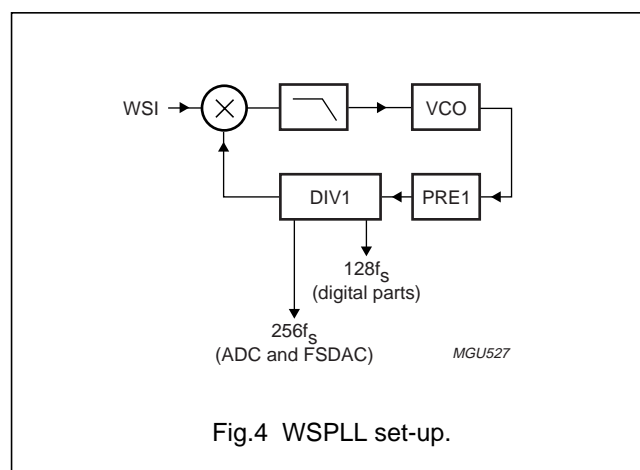 WSI
VCO
DIV1
PRE1
128fs
(digital parts)
256fs
(ADC and FSDAC)
MGU527
Fig.4 WSPLL set-up.